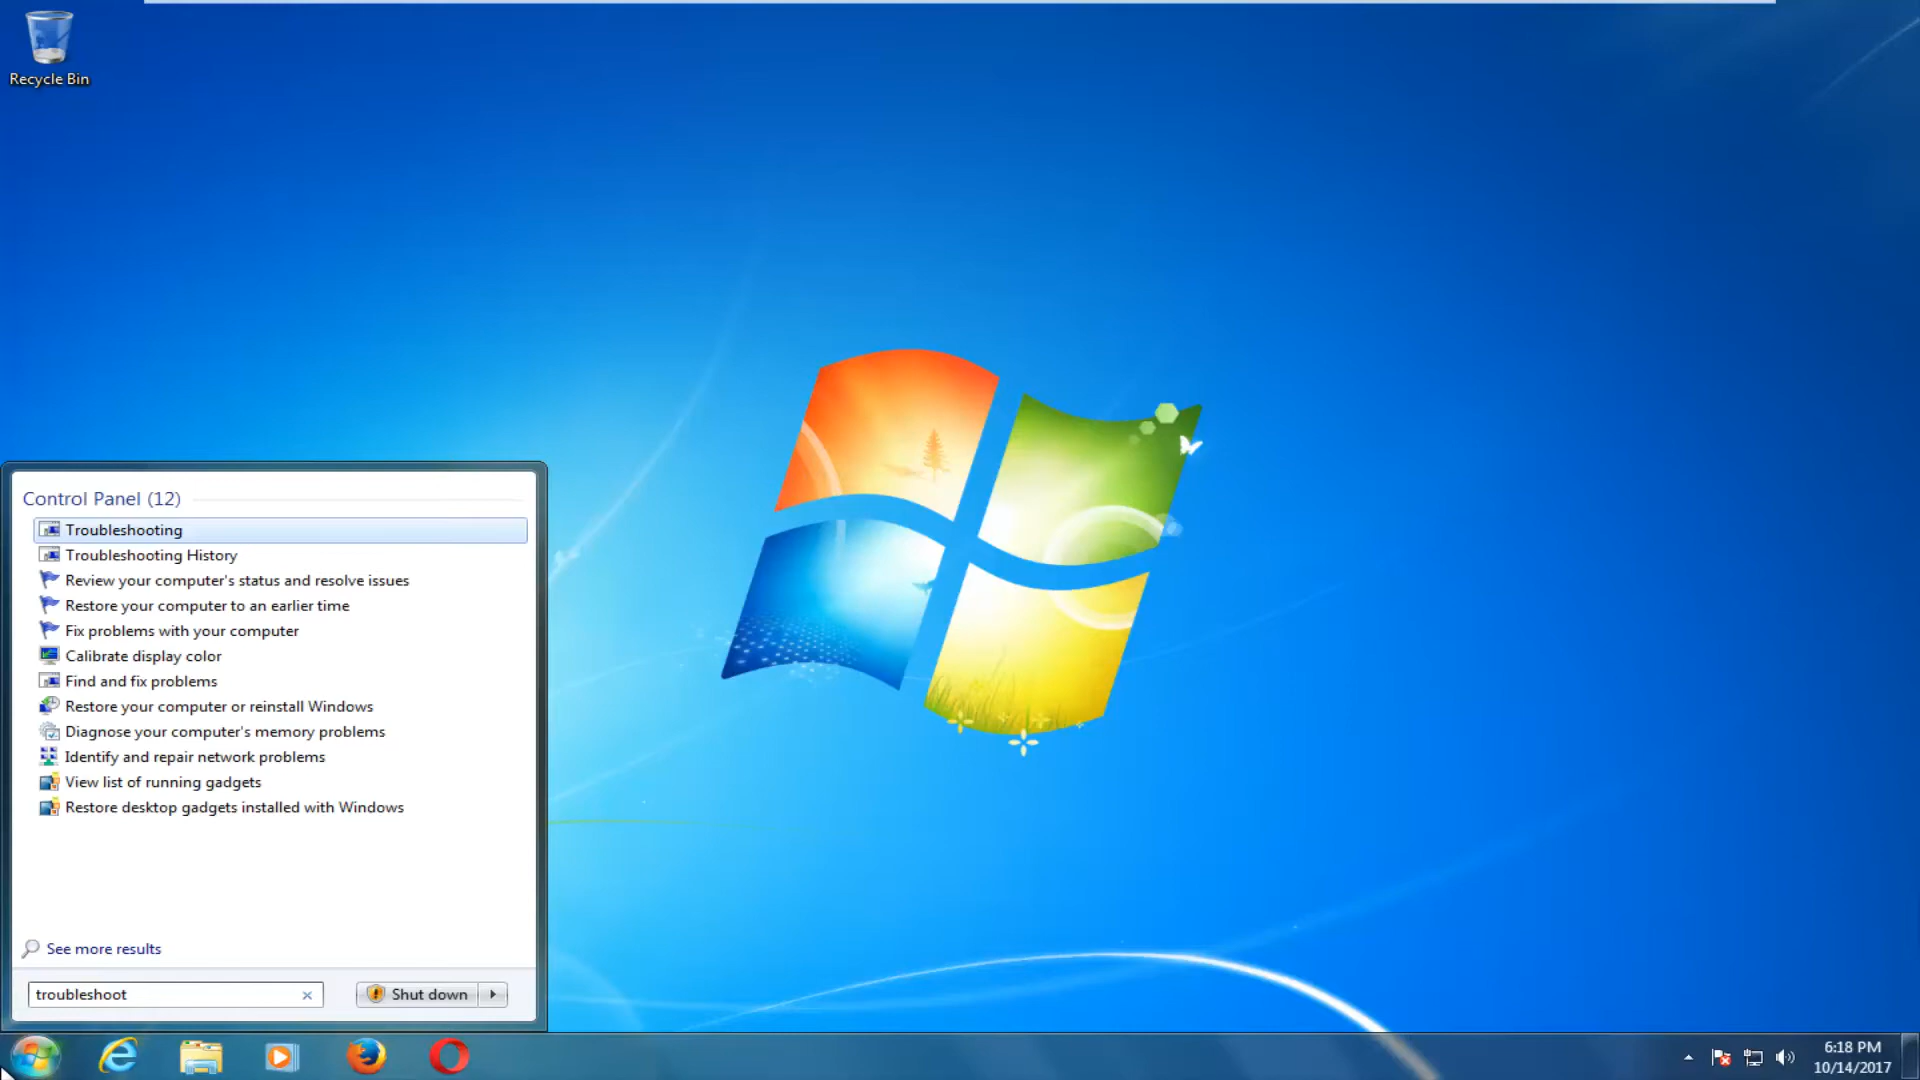 Recycle Bin
Control Panel (12)
Troubleshooting
Troubleshooting History
Review your computer's status and resolve issues
Restore your computer to an earlier time
Fix problems with your computer
Calibrate display color
Find and fix problems
Restore your computer or reinstall Windows
Diagnose your computer's memory problems
Identify and repair network problems
View list of running gadgets
Restore desktop gadgets installed with Windows
See more results
troubleshoot
Shut down
6:18 PM
10/14/2017